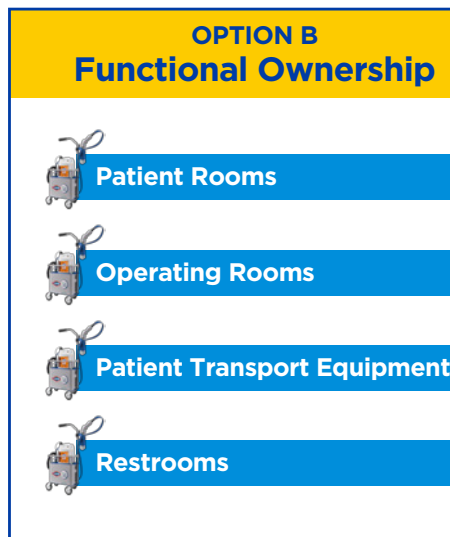 OPTION B
Functional Ownership
Patient Rooms
Operating Rooms
Patient Transport Equipment
Restrooms